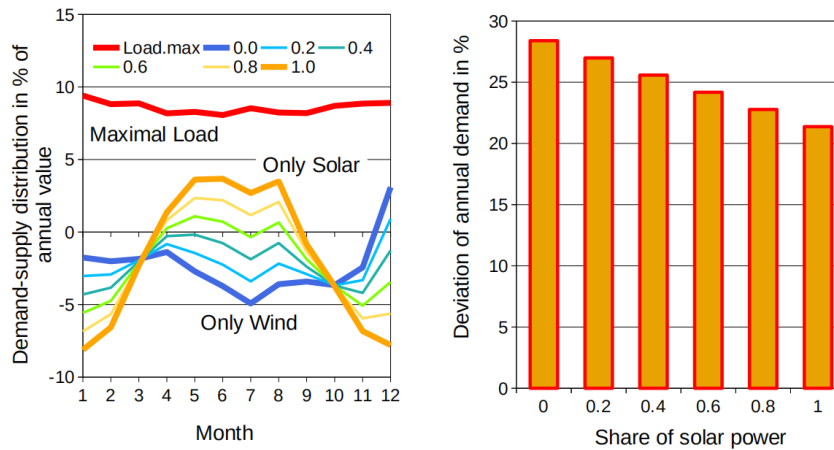 Demand-supply distribution in % of
annual value
15
10
5
0
-5
-10
Load.max 0.0 0.2 0.4
0.6 0.8 1.0
Maximal Load
Only Solar
Only Wind
1 2 3 4 5 6 7 8 9 10 11 12
Month
Deviation of annual demand in %
30
25
20
15
10
5
0
0 0.2 0.4 0.6 0.8 1
Share of solar power